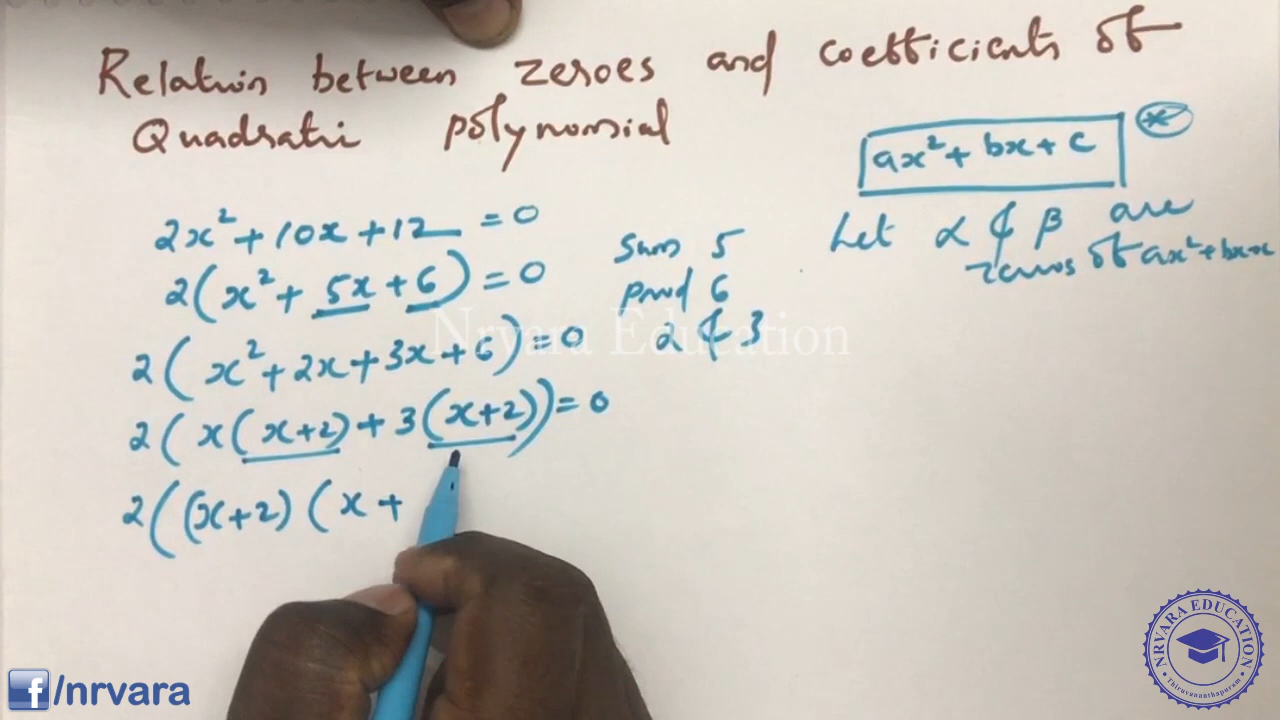 Relation between zeroes and coefficients of
Quadratic polynomial
ax² + bx + c
*
Let α & β are
zeros of ax² + bx + c
2x² + 10x + 12 = 0
2(x² + 5x + 6) = 0
2(x² + 2x + 3x + 6) = 0
2(x(x+2) + 3(x+2)) = 0
2((x+2)(x+
Sum 5
prod 6
2 & 3
Nrvara Education
f/nrvara
NRVARA EDUCATION
Thiruvananthapuram